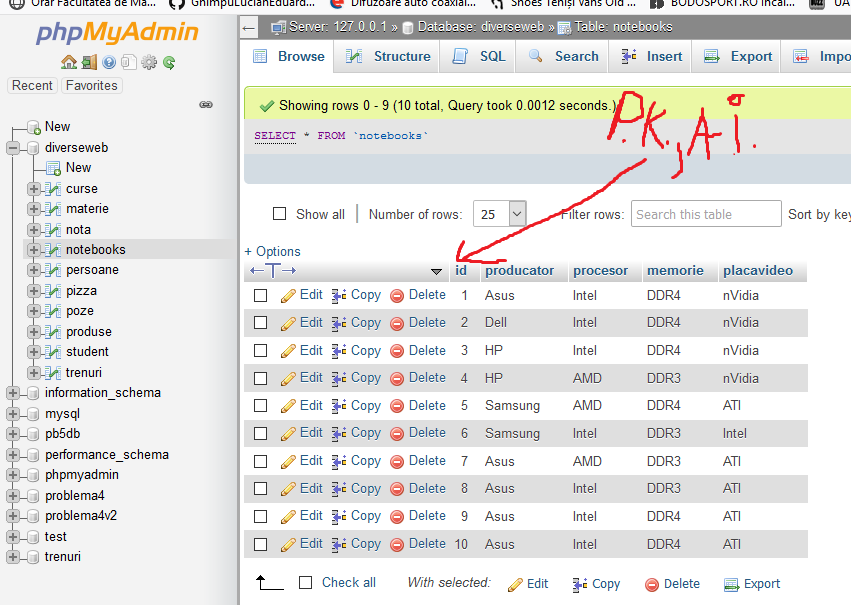 Orar Facultatea de Ma... GhimpuLucianEduard... Difuzoare auto coaxial... Shoes Teniși Vans Old ... BODOSPORT.RO Incal... UA
phpMyAdmin
Recent Favorites
New
diverseweb
New
curse
materie
nota
notebooks
persoane
pizza
poze
produse
student
trenuri
information_schema
mysql
pb5db
performance_schema
phpmyadmin
problema4
problema4v2
test
trenuri
Server: 127.0.0.1 » Database: diverseweb » Table: notebooks
Browse Structure SQL Search Insert Export Impo
Showing rows 0 - 9 (10 total, Query took 0.0012 seconds.)
P.K., A I.
SELECT * FROM `notebooks`
Show all Number of rows: 25 Filter rows: Search this table Sort by key
+ Options
id producator procesor memorie placavideo
Edit Copy Delete 1 Asus Intel DDR4 nVidia
Edit Copy Delete 2 Dell Intel DDR4 nVidia
Edit Copy Delete 3 HP Intel DDR4 nVidia
Edit Copy Delete 4 HP AMD DDR3 nVidia
Edit Copy Delete 5 Samsung AMD DDR4 ATI
Edit Copy Delete 6 Samsung Intel DDR3 Intel
Edit Copy Delete 7 Asus AMD DDR3 ATI
Edit Copy Delete 8 Asus Intel DDR3 ATI
Edit Copy Delete 9 Asus Intel DDR4 ATI
Edit Copy Delete 10 Asus Intel DDR4 ATI
Check all With selected: Edit Copy Delete Export